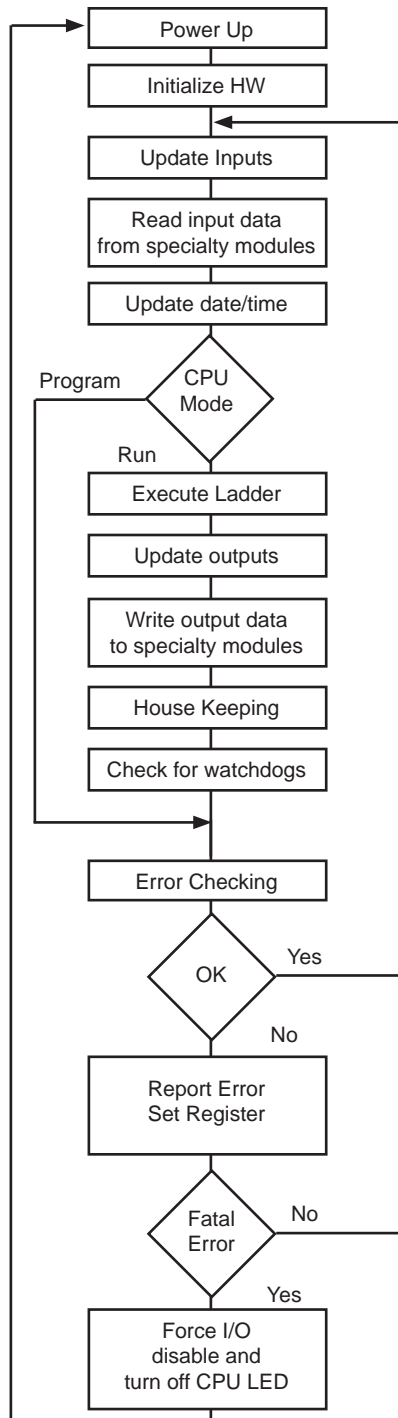 Power Up
Initialize HW
Update Inputs
Read input data
from specialty modules
Update date/time
Program
CPU
Mode
Run
Execute Ladder
Update outputs
Write output data
to specialty modules
House Keeping
Check for watchdogs
Error Checking
OK
Yes
No
Report Error
Set Register
Fatal
Error
No
Yes
Force I/O
disable and
turn off CPU LED